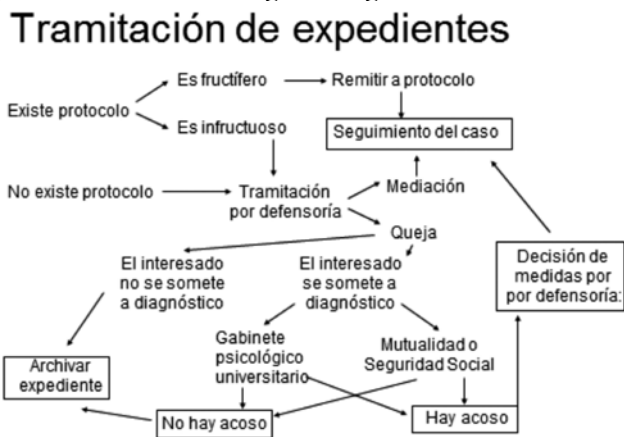 Tramitación de expedientes
Es fructífero
Remitir a protocolo
Existe protocolo
Es infructuoso
Seguimiento del caso
No existe protocolo
Tramitación
por defensoría
Mediación
Queja
El interesado
no se somete
a diagnóstico
El interesado
se somete a
diagnóstico
Decisión de
medidas por
por defensoría:
Gabinete
psicológico
universitario
Mutualidad o
Seguridad Social
Archivar
expediente
No hay acoso
Hay acoso